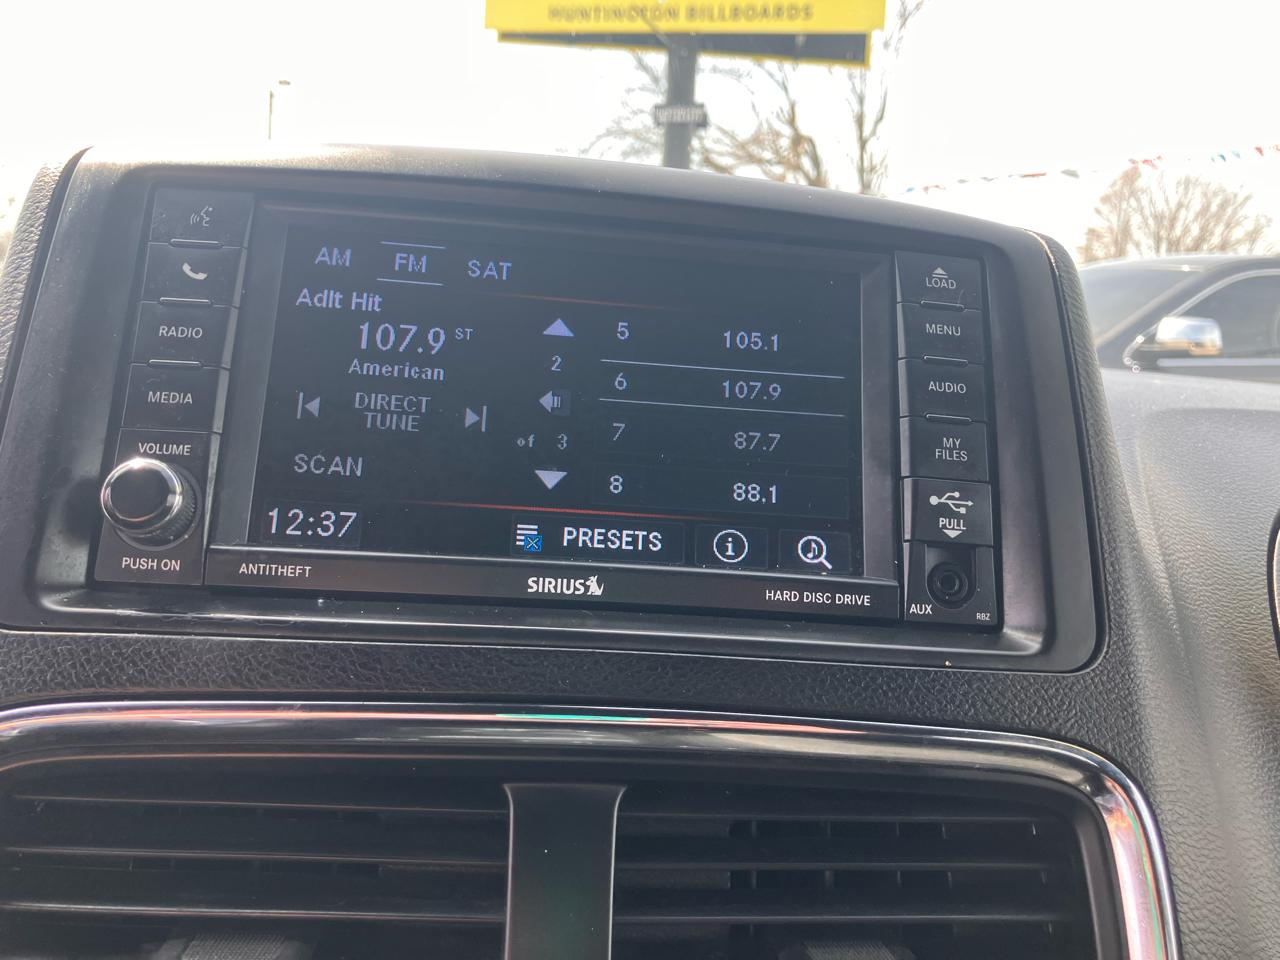 HUNTINGTON BILLBOARDS
AM FM SAT
Adlt Hit
107.9 ST
American
DIRECT
TUNE
SCAN
12:37
2
of 3
5 105.1
6 107.9
7 87.7
8 88.1
PRESETS
i
RADIO
MEDIA
VOLUME
PUSH ON
ANTITHEFT
SIRIUS
HARD DISC DRIVE
LOAD
MENU
AUDIO
MY
FILES
PULL
AUX
RBZ